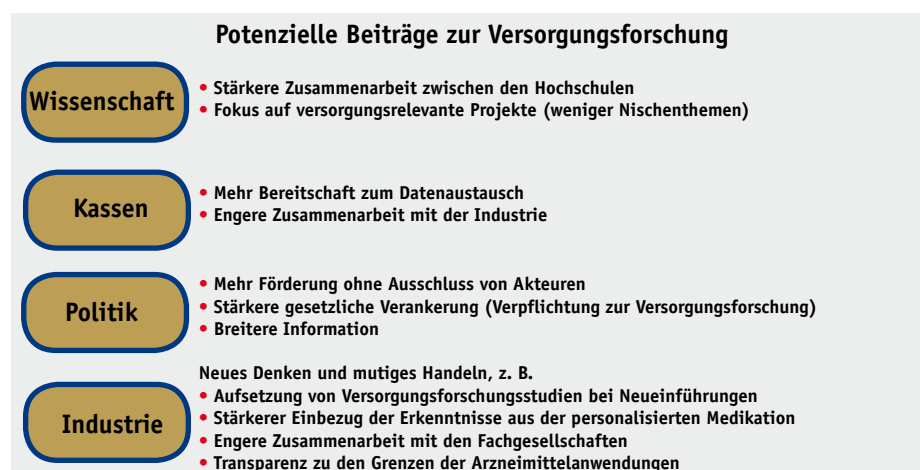 Potenzielle Beiträge zur Versorgungsforschung
Wissenschaft
• Stärkere Zusammenarbeit zwischen den Hochschulen
• Fokus auf versorgungsrelevante Projekte (weniger Nischenthemen)
Kassen
• Mehr Bereitschaft zum Datenaustausch
• Engere Zusammenarbeit mit der Industrie
Politik
• Mehr Förderung ohne Ausschluss von Akteuren
• Stärkere gesetzliche Verankerung (Verpflichtung zur Versorgungsforschung)
• Breitere Information
Industrie
Neues Denken und mutiges Handeln, z. B.
• Aufsetzung von Versorgungsforschungsstudien bei Neueinführungen
• Stärkerer Einbezug der Erkenntnisse aus der personalisierten Medikation
• Engere Zusammenarbeit mit den Fachgesellschaften
• Transparenz zu den Grenzen der Arzneimittelanwendungen